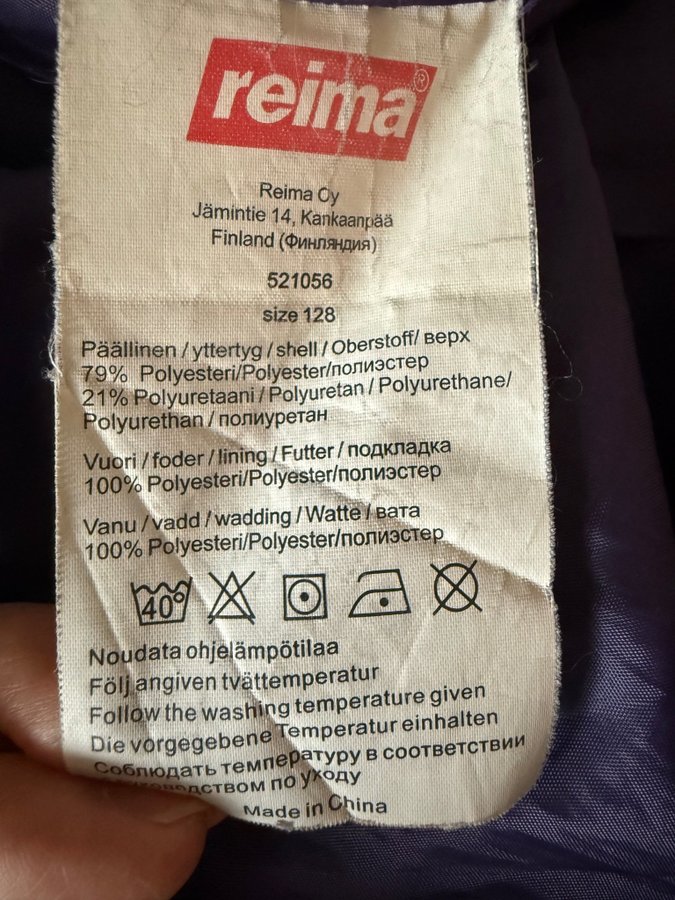 reima®
Reima Oy
Jämintie 14, Kankaanpää
Finland (Финляндия)
521056
size 128
Päällinen / yttertyg / shell / Oberstoff/ верх
79% Polyesteri/Polyester/полиэстер
21% Polyuretaani / Polyuretan / Polyurethane/
Polyurethan / полиуретан
Vuori / foder / lining / Futter / подкладка
100% Polyesteri/Polyester/полиэстер
Vanu / vadd / wadding / Watte / вата
100% Polyesteri/Polyester/полиэстер
40°
Noudata ohjelämpötilaa
Följ angiven tvättemperatur
Follow the washing temperature given
Die vorgegebene Temperatur einhalten
Соблюдать температуру в соответствии
по уходу
Made in China